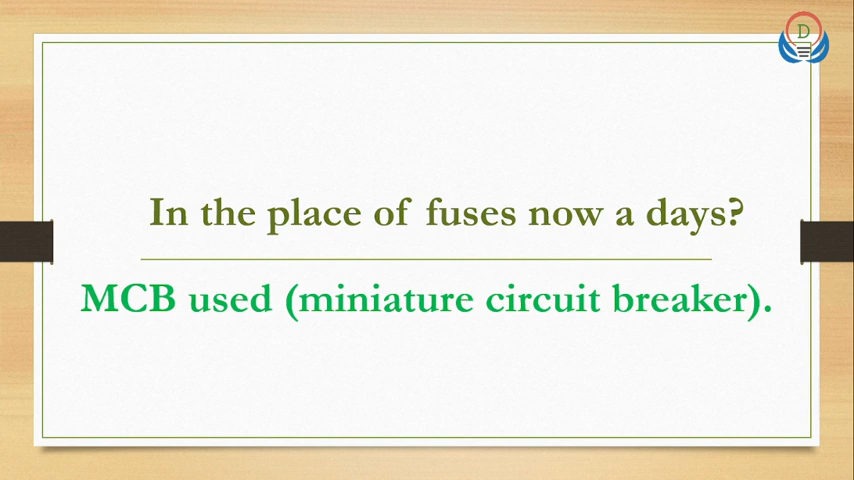 D
In the place of fuses now a days?
MCB used (miniature circuit breaker).